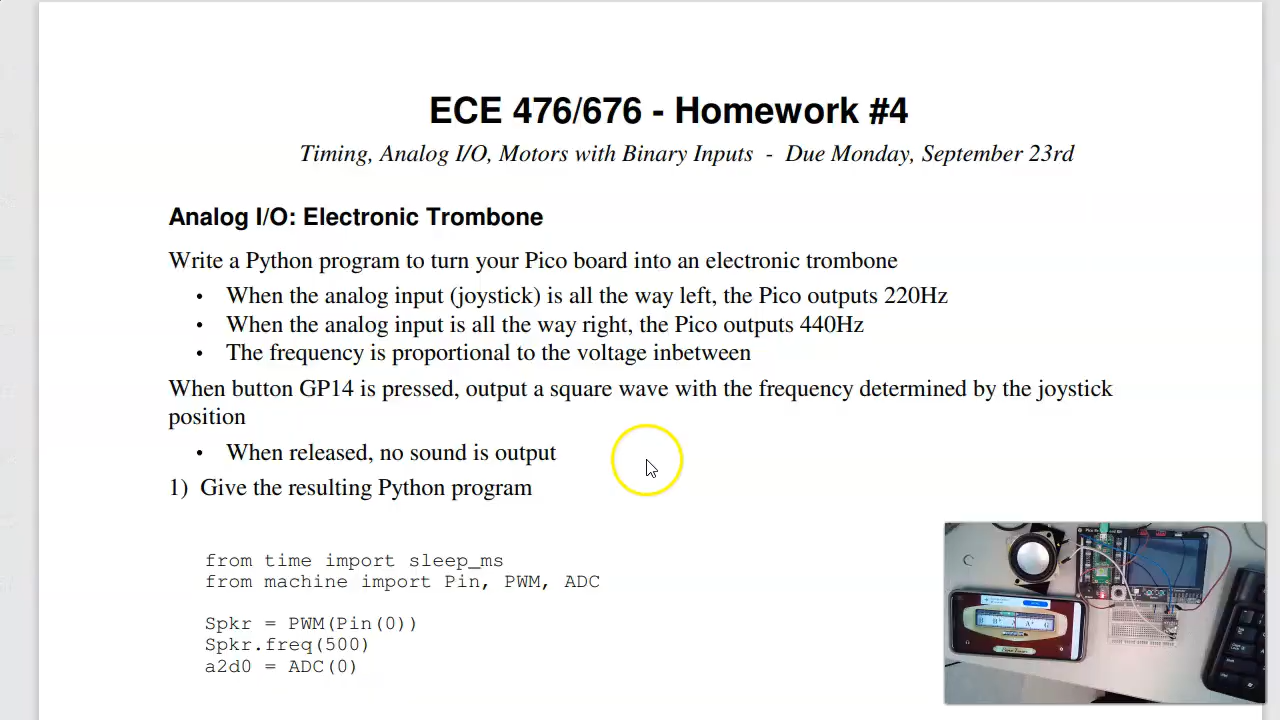 ECE 476/676 - Homework #4
Timing, Analog I/O, Motors with Binary Inputs - Due Monday, September 23rd
Analog I/O: Electronic Trombone
Write a Python program to turn your Pico board into an electronic trombone
• When the analog input (joystick) is all the way left, the Pico outputs 220Hz
• When the analog input is all the way right, the Pico outputs 440Hz
• The frequency is proportional to the voltage inbetween
When button GP14 is pressed, output a square wave with the frequency determined by the joystick
position
• When released, no sound is output
1) Give the resulting Python program
from time import sleep_ms
from machine import Pin, PWM, ADC
Spkr = PWM(Pin(0))
Spkr.freq(500)
a2d0 = ADC(0)